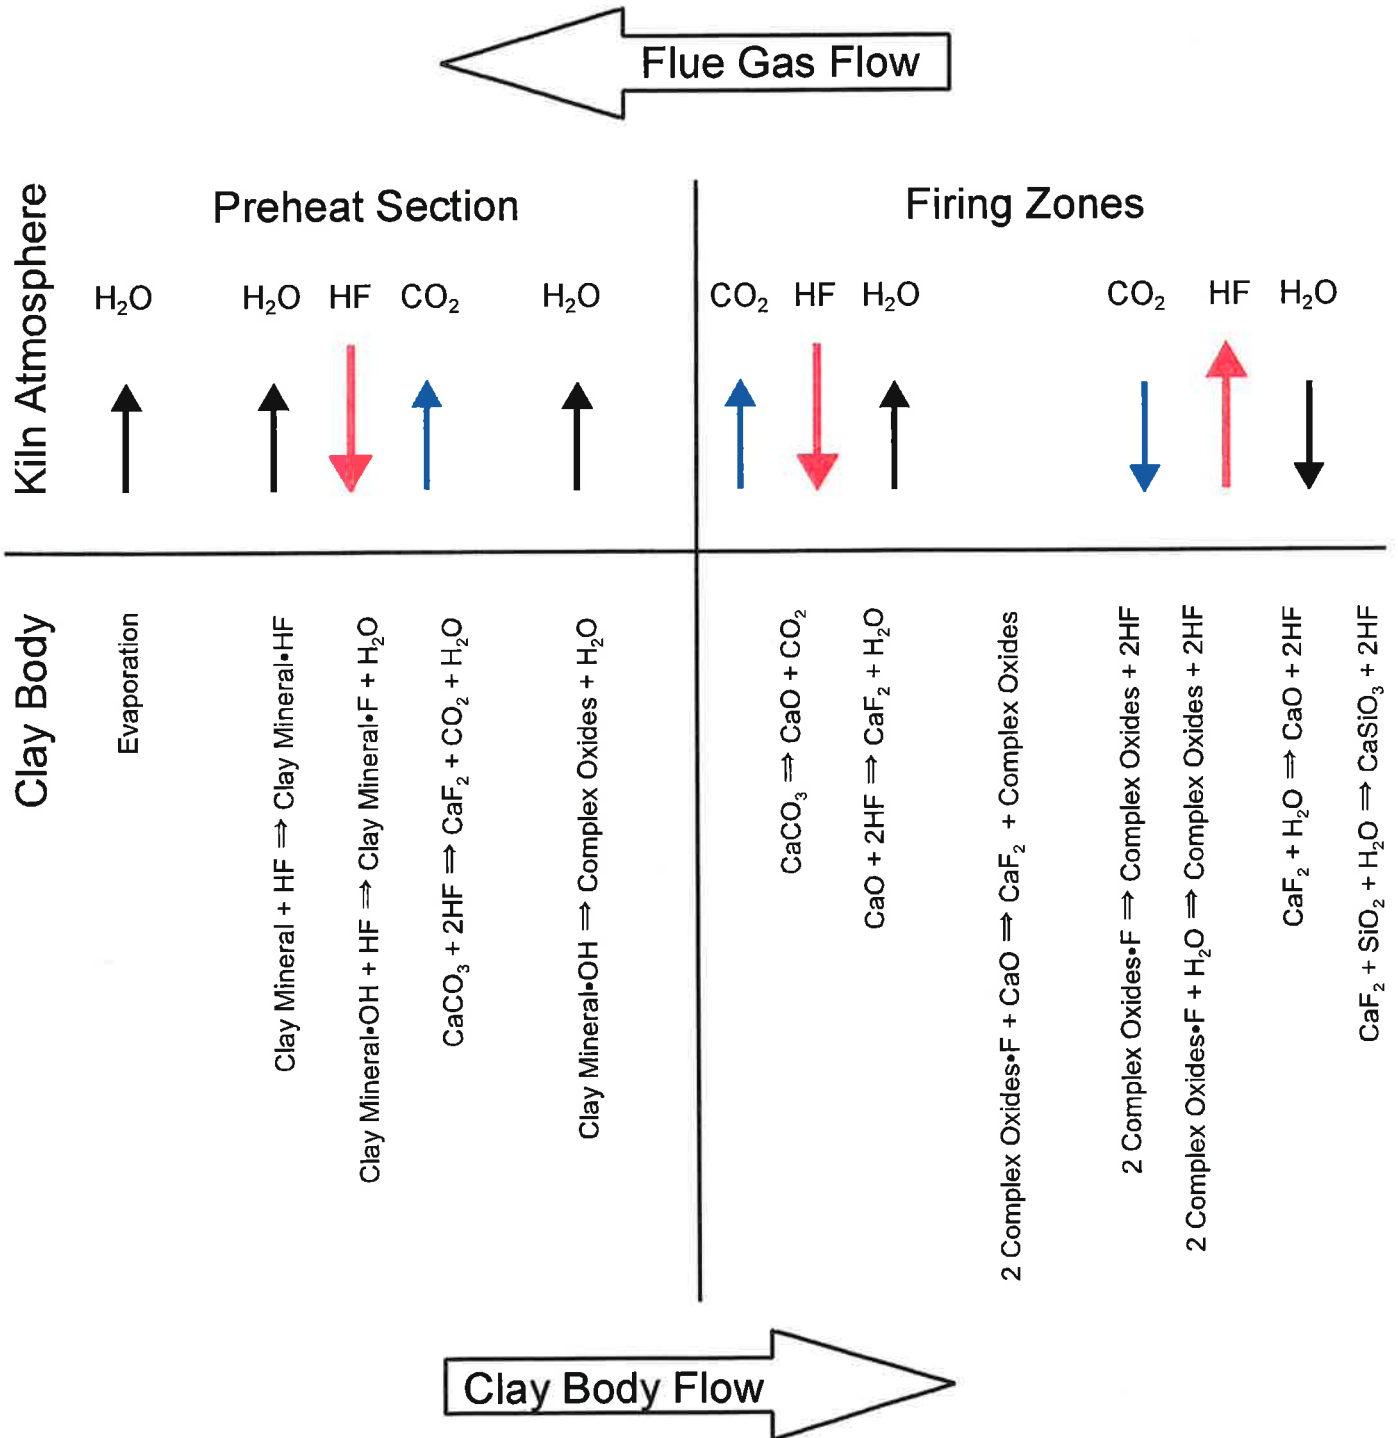 Flue Gas Flow
Kiln Atmosphere
Preheat Section
Firing Zones
H₂O
H₂O
HF
CO₂
H₂O
CO₂
HF
H₂O
CO₂
HF
H₂O
Clay Body
Evaporation
Clay Mineral + HF ⇒ Clay Mineral•HF
Clay Mineral•OH + HF ⇒ Clay Mineral•F + H₂O
CaCO₃ + 2HF ⇒ CaF₂ + CO₂ + H₂O
Clay Mineral•OH ⇒ Complex Oxides + H₂O
CaCO₃ ⇒ CaO + CO₂
CaO + 2HF ⇒ CaF₂ + H₂O
2 Complex Oxides•F + CaO ⇒ CaF₂ + Complex Oxides
2 Complex Oxides•F ⇒ Complex Oxides + 2HF
2 Complex Oxides•F + H₂O ⇒ Complex Oxides + 2HF
CaF₂ + H₂O ⇒ CaO + 2HF
CaF₂ + SiO₂ + H₂O ⇒ CaSiO₃ + 2HF
Clay Body Flow